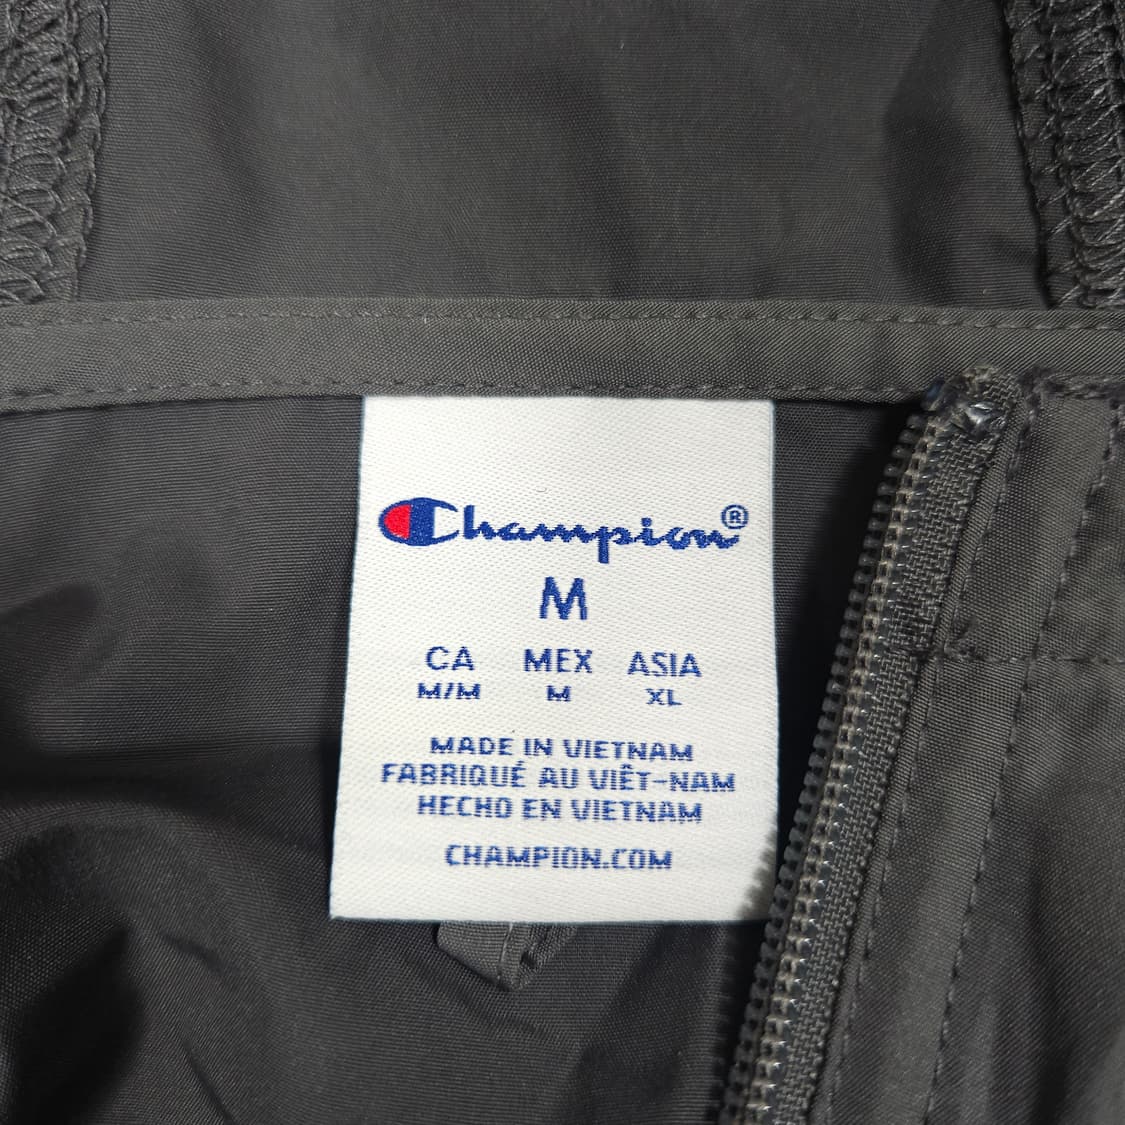 Champion®
M
CA MEX ASIA
M/M M XL
MADE IN VIETNAM
FABRIQUÉ AU VIÊT-NAM
HECHO EN VIETNAM
CHAMPION.COM